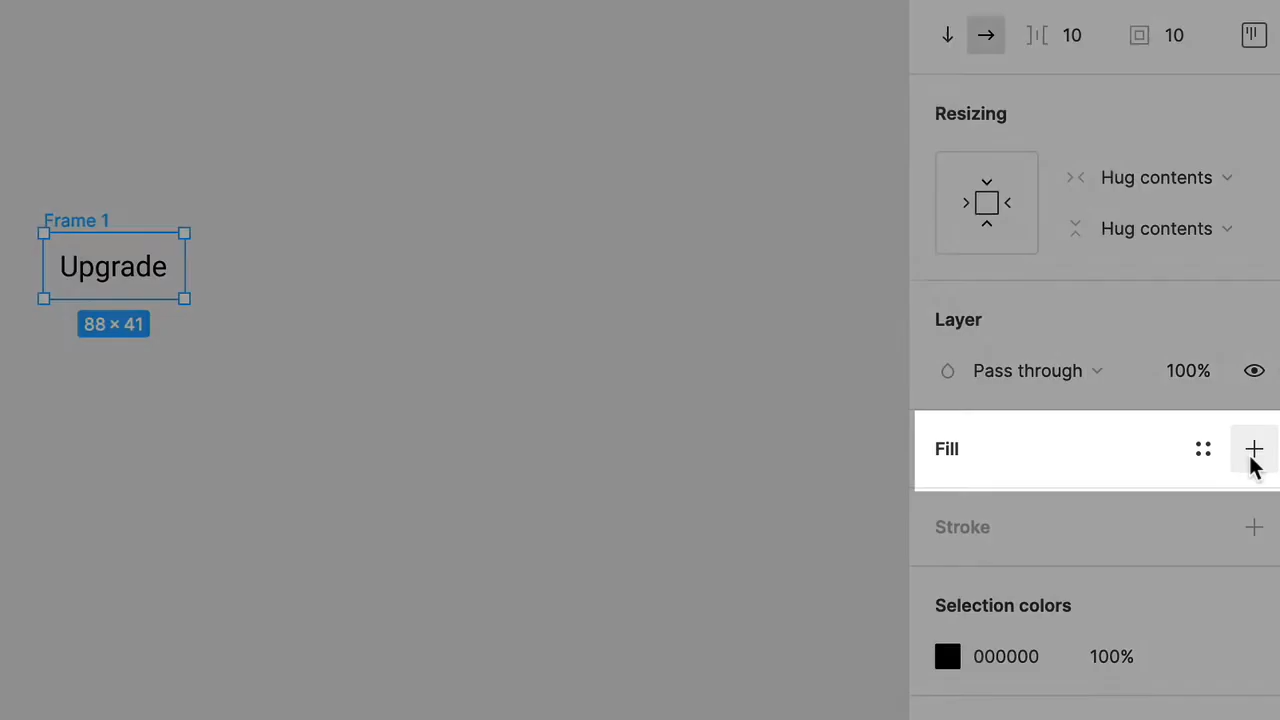 10
10
Resizing
Hug contents
Hug contents
Frame 1
Upgrade
88 × 41
Layer
Pass through
100%
Fill
Stroke
Selection colors
000000
100%